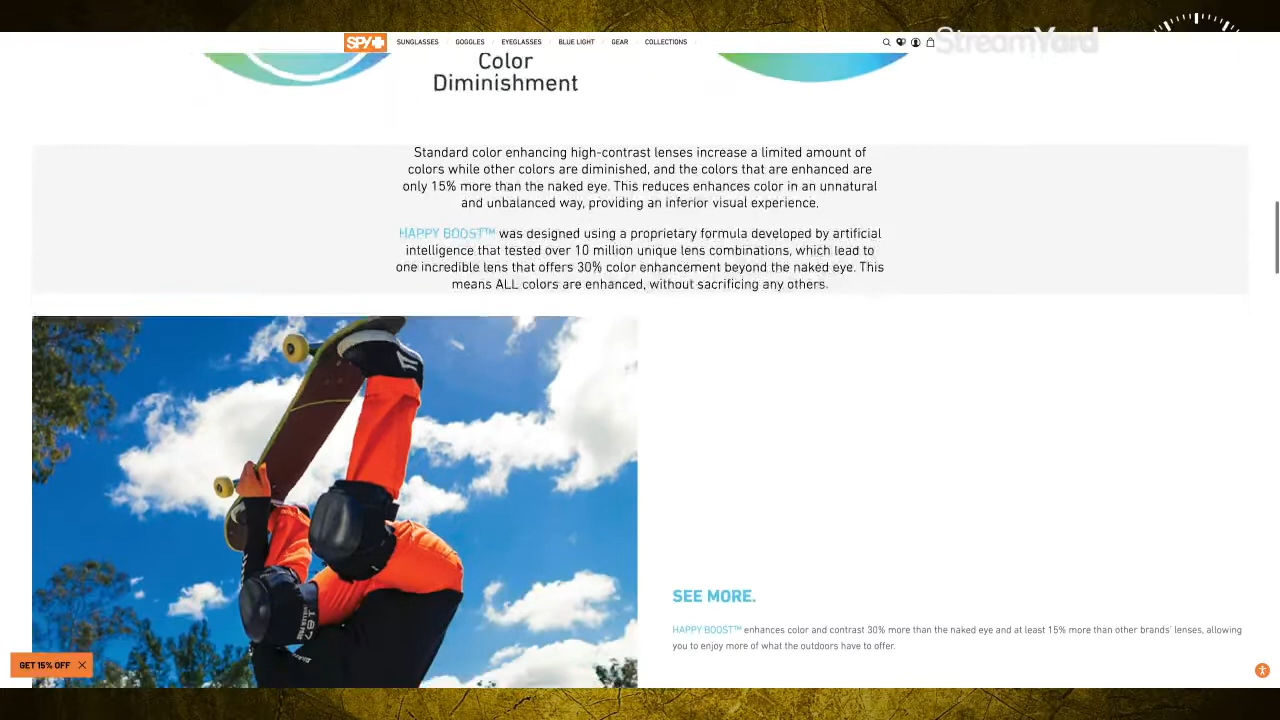 SPY+
SUNGLASSES
GOGGLES
EYEGLASSES
BLUE LIGHT
GEAR
COLLECTIONS
StreamYard
Color
Diminishment
Standard color enhancing high-contrast lenses increase a limited amount of
colors while other colors are diminished, and the colors that are enhanced are
only 15% more than the naked eye. This reduces enhances color in an unnatural
and unbalanced way, providing an inferior visual experience.
HAPPY BOOST™ was designed using a proprietary formula developed by artificial
intelligence that tested over 10 million unique lens combinations, which lead to
one incredible lens that offers 30% color enhancement beyond the naked eye. This
means ALL colors are enhanced, without sacrificing any others.
187
SEE MORE.
HAPPY BOOST™ enhances color and contrast 30% more than the naked eye and at least 15% more than other brands' lenses, allowing
you to enjoy more of what the outdoors have to offer.
GET 15% OFF